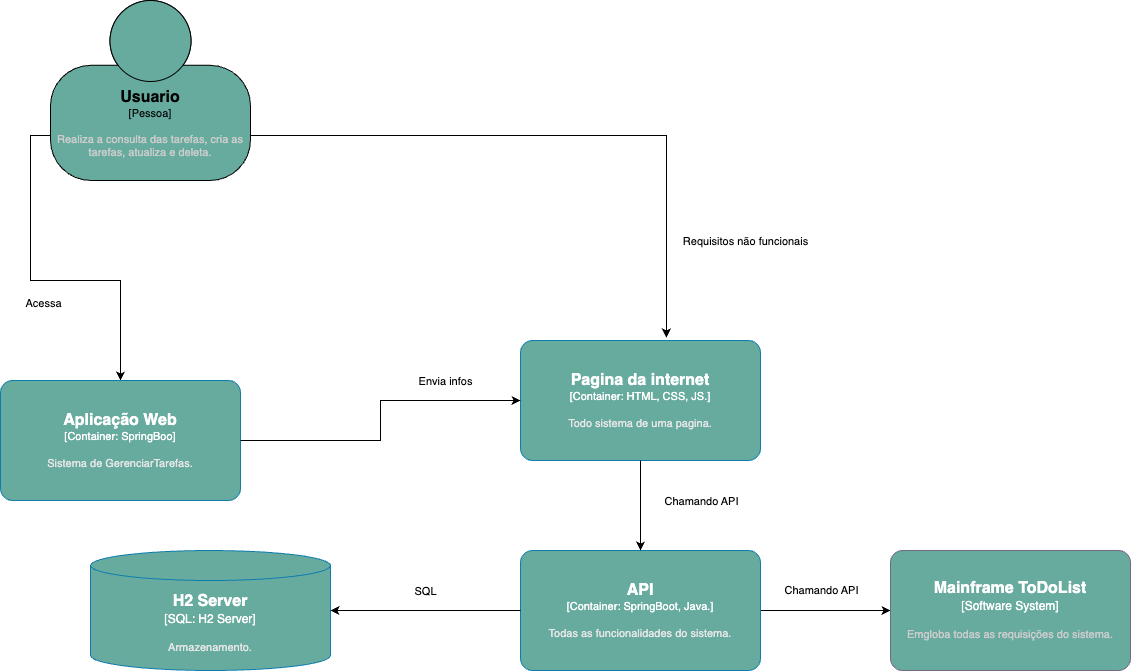 Usuario
[Pessoa]
Realiza a consulta das tarefas, cria as
tarefas, atualiza e deleta.
Requisitos não funcionais
Acessa
Aplicação Web
[Container: SpringBoo]
Sistema de GerenciarTarefas.
Envia infos
Pagina da internet
[Container: HTML, CSS, JS.]
Todo sistema de uma pagina.
Chamando API
H2 Server
[SQL: H2 Server]
Armazenamento.
SQL
API
[Container: SpringBoot, Java.]
Todas as funcionalidades do sistema.
Chamando API
Mainframe ToDoList
[Software System]
Emgloba todas as requisições do sistema.